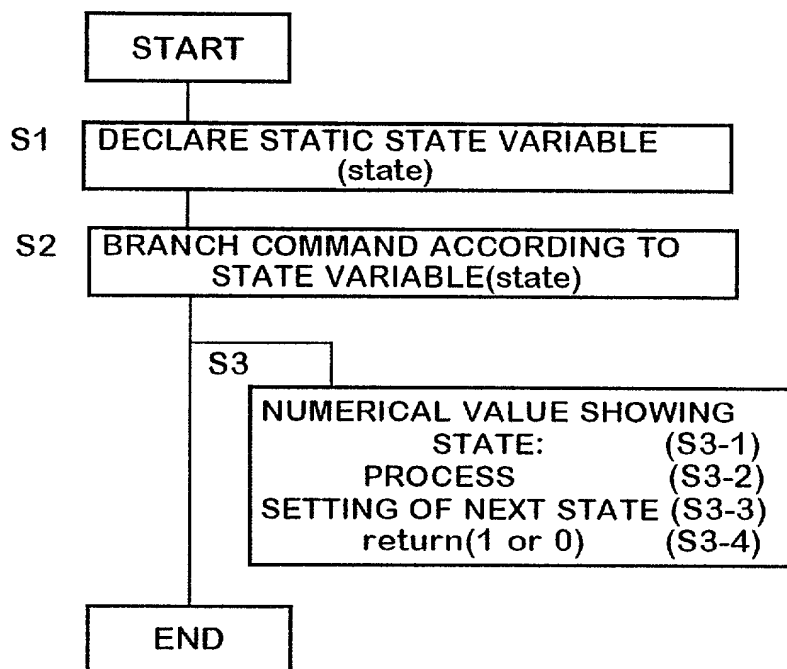 START
S1 DECLARE STATIC STATE VARIABLE
(state)
S2 BRANCH COMMAND ACCORDING TO
STATE VARIABLE(state)
S3
NUMERICAL VALUE SHOWING
STATE: (S3-1)
PROCESS (S3-2)
SETTING OF NEXT STATE (S3-3)
return(1 or 0) (S3-4)
END